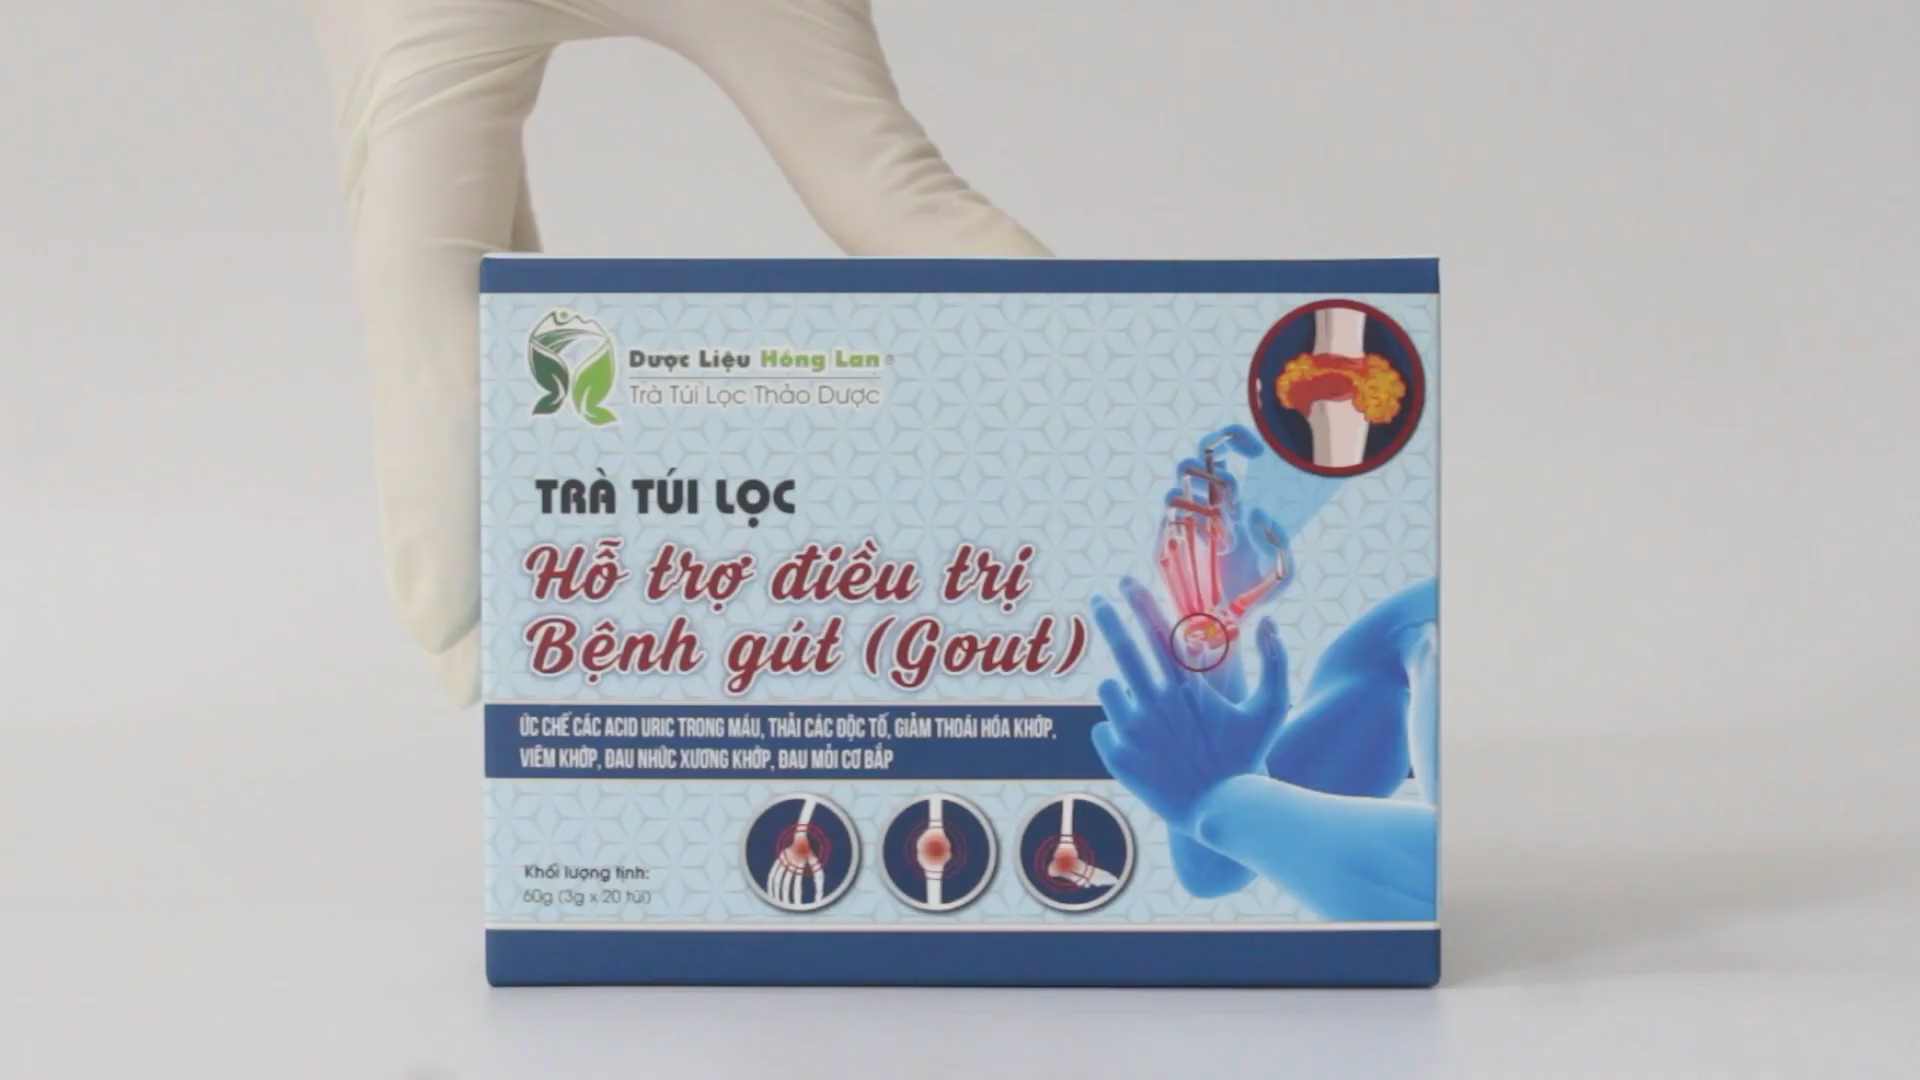 Dược Liệu Hồng Lan®
Trà Túi Lọc Thảo Dược
TRÀ TÚI LỌC
Hỗ trợ điều trị
Bệnh gút (Gout)
ỨC CHẾ CÁC ACID URIC TRONG MÁU, THẢI CÁC ĐỘC TỐ, GIẢM THOÁI HÓA KHỚP,
VIÊM KHỚP, ĐAU NHỨC XƯƠNG KHỚP, ĐAU MỎI CƠ BẮP
Khối lượng tịnh:
60g (3g x 20 túi)